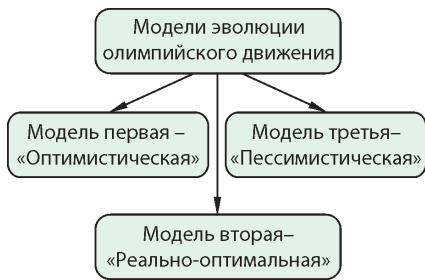 Модели эволюции
олимпийского движения
Модель первая –
«Оптимистическая»
Модель третья–
«Пессимистическая»
Модель вторая–
«Реально-оптимальная»